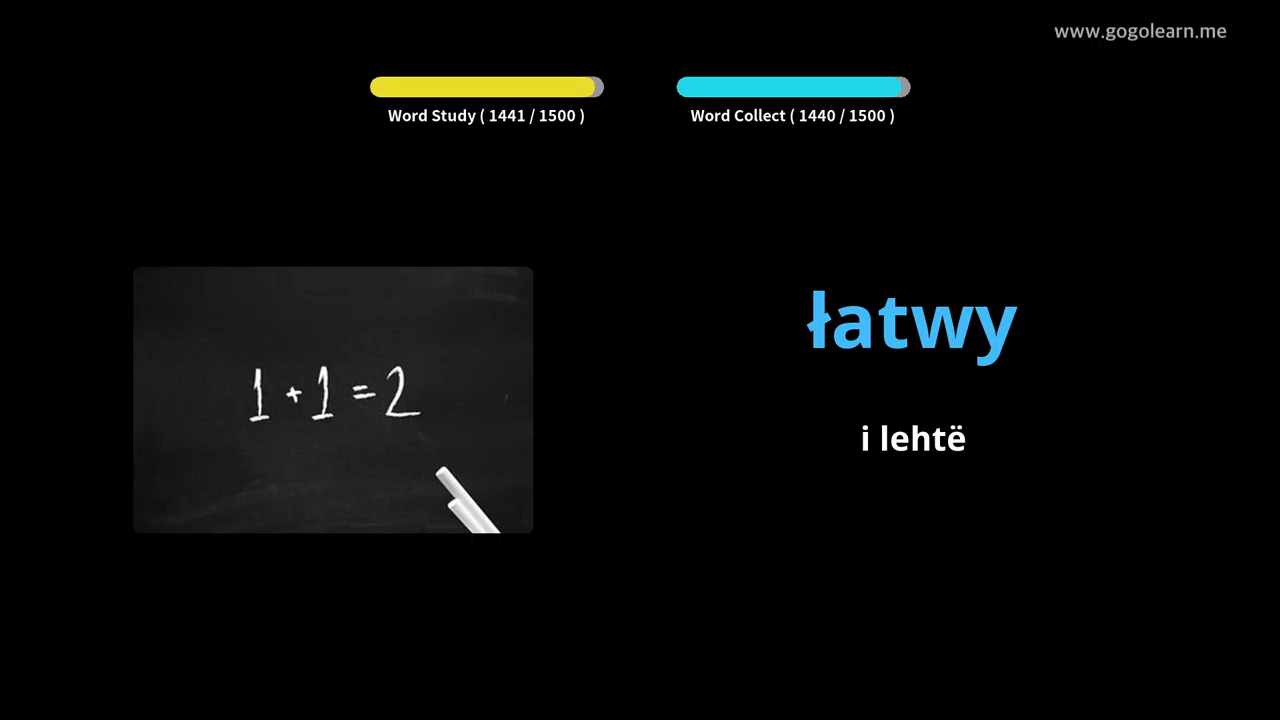 www.gogolearn.me
Word Study ( 1441 / 1500 )
Word Collect ( 1440 / 1500 )
1 + 1 = 2
łatwy
i lehtë